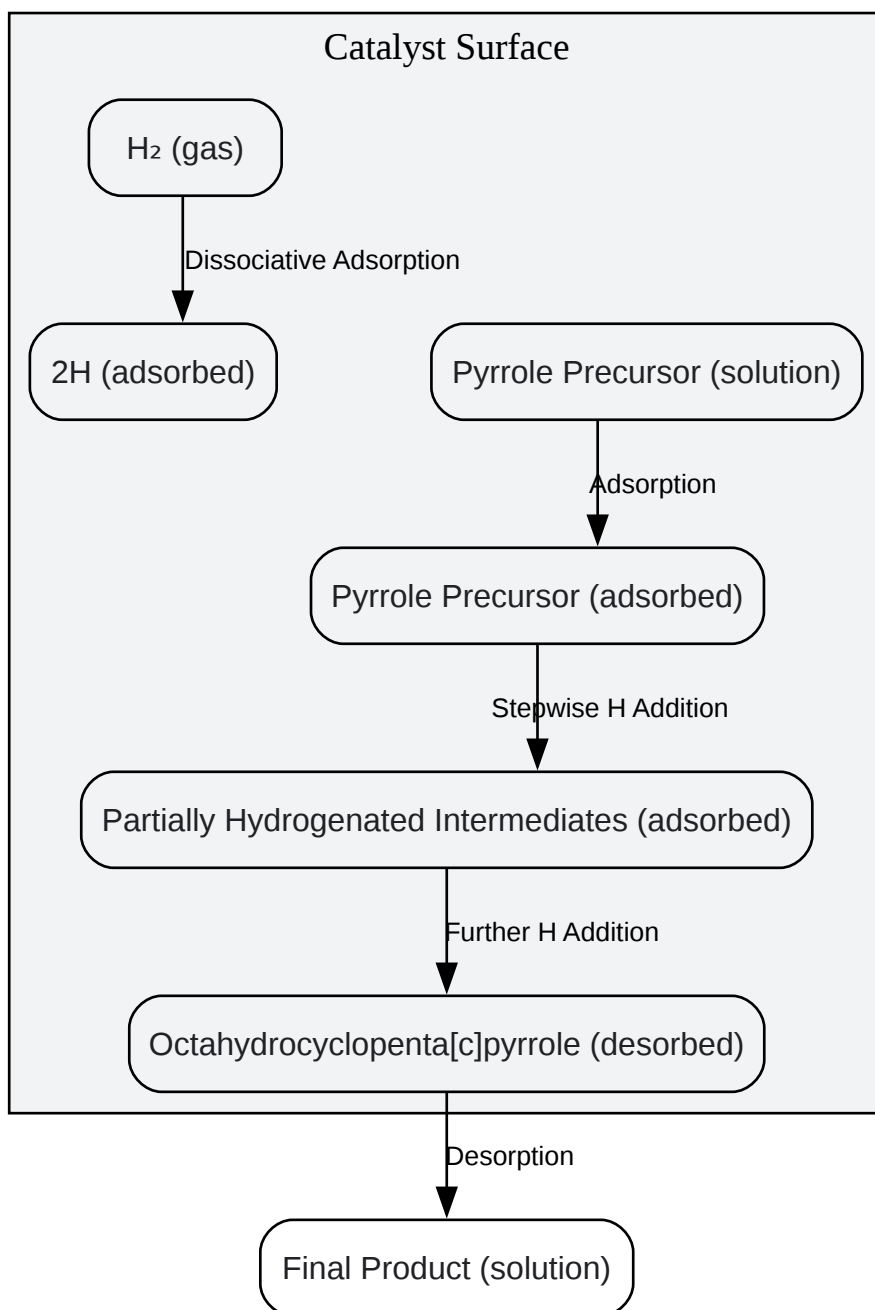 Catalyst Surface
H₂ (gas)
Dissociative Adsorption
2H (adsorbed)
Pyrrole Precursor (solution)
Adsorption
Pyrrole Precursor (adsorbed)
Stepwise H Addition
Partially Hydrogenated Intermediates (adsorbed)
Further H Addition
Octahydrocyclopenta[c]pyrrole (desorbed)
Desorption
Final Product (solution)